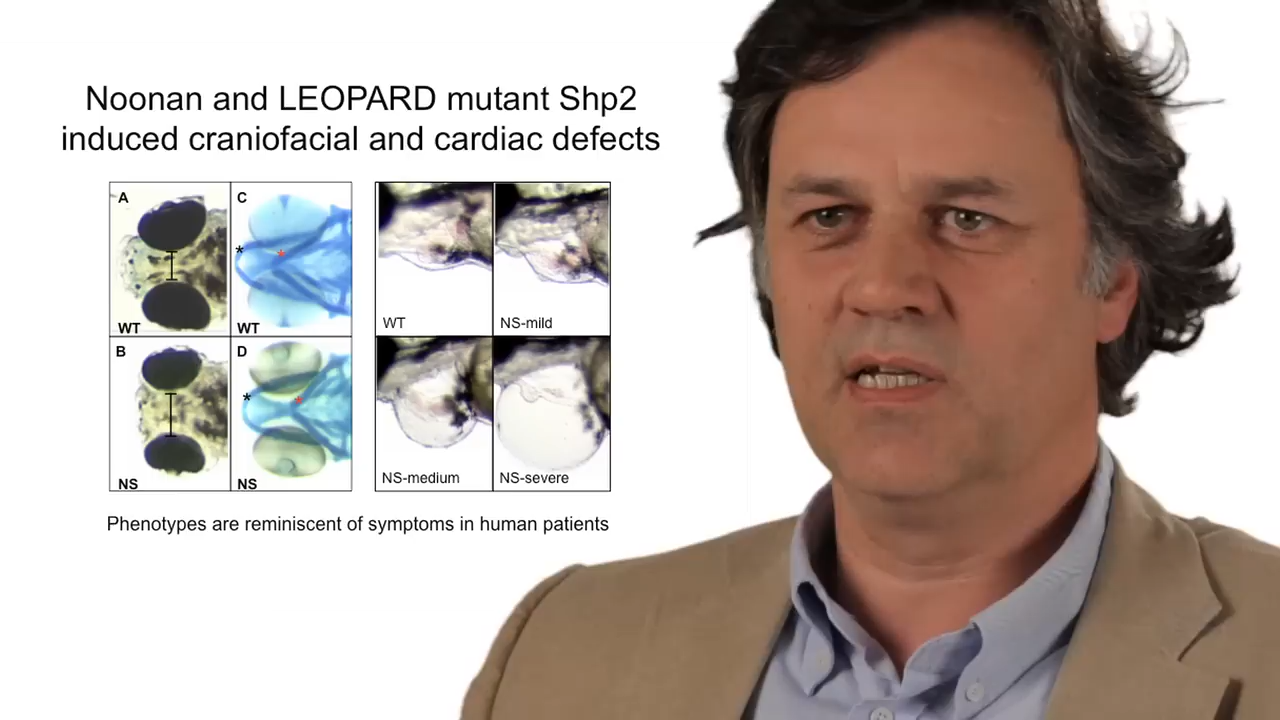 Noonan and LEOPARD mutant Shp2
induced craniofacial and cardiac defects
A
*
*
C
WT
WT
B
*
*
D
NS
NS
WT
NS-mild
NS-medium
NS-severe
Phenotypes are reminiscent of symptoms in human patients